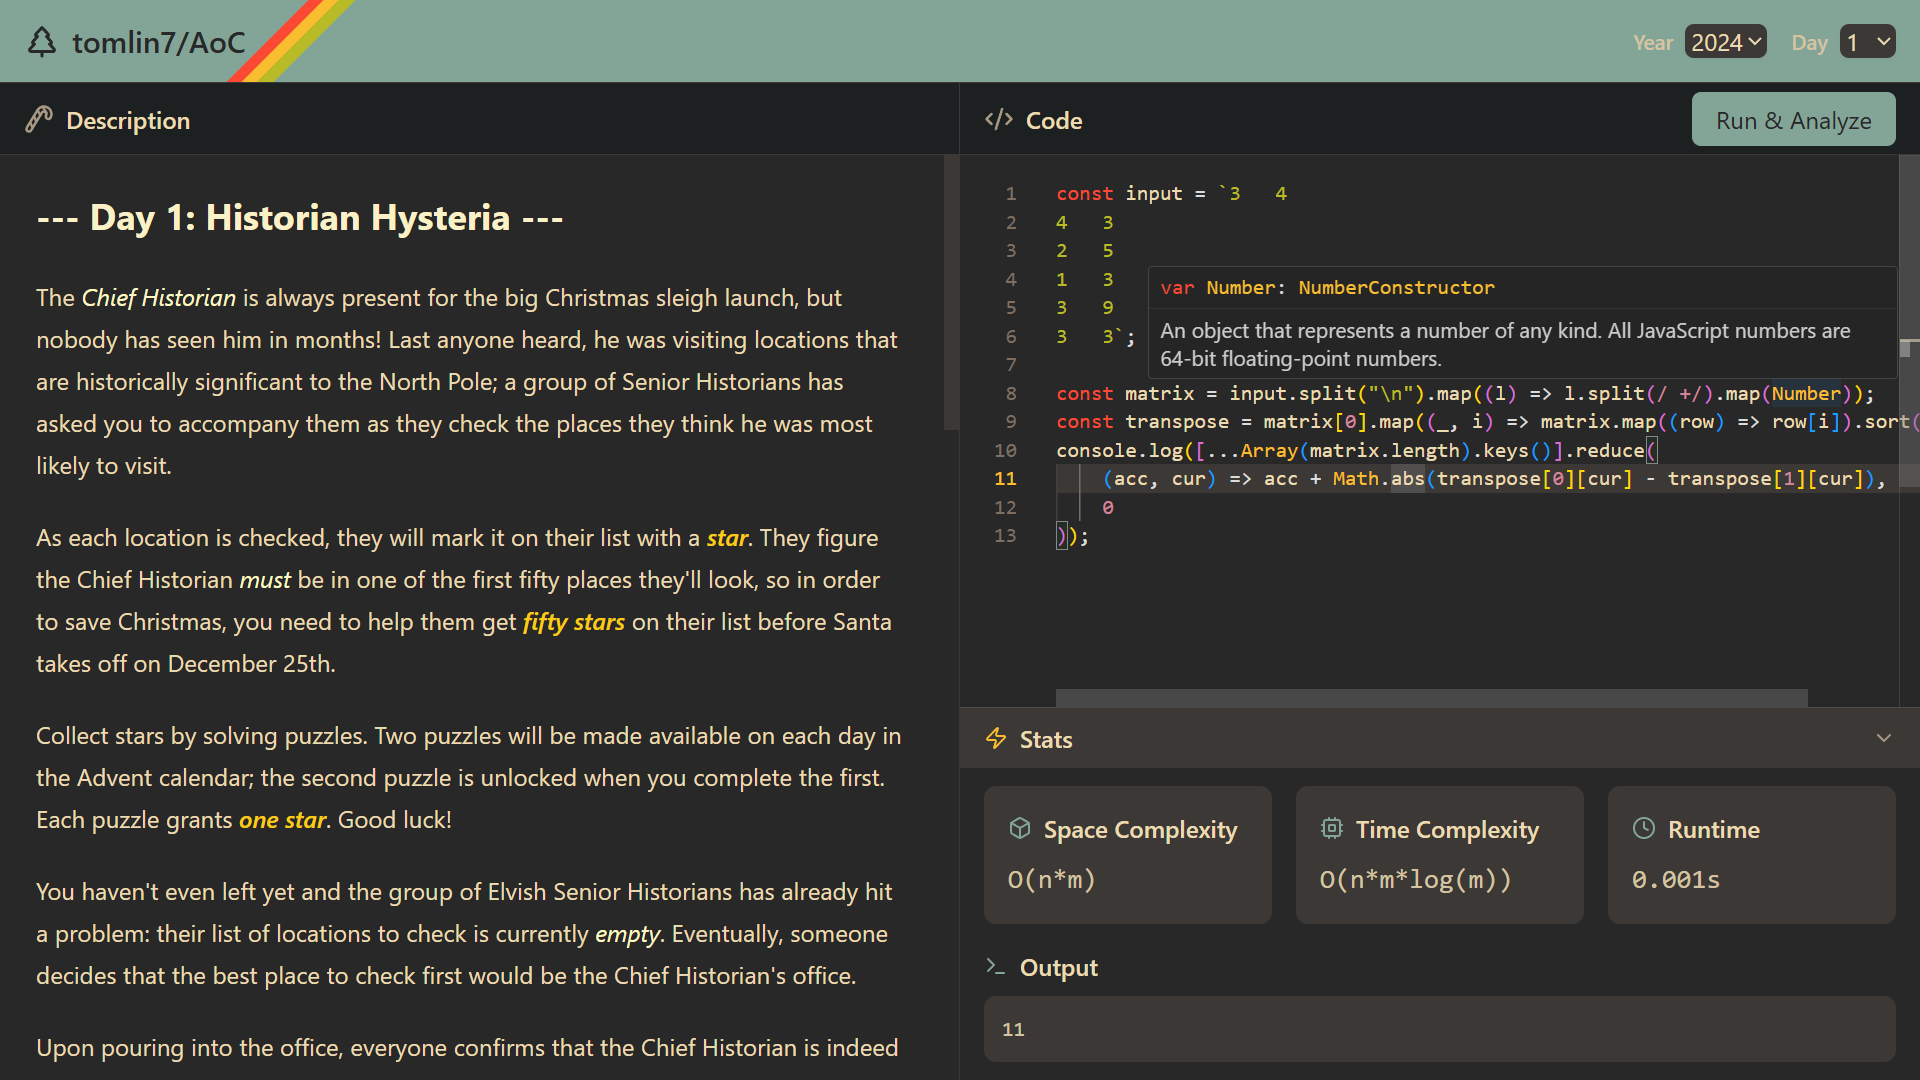 tomlin7/AoC
Year 2024 Day 1
Description
--- Day 1: Historian Hysteria ---
The Chief Historian is always present for the big Christmas sleigh launch, but
nobody has seen him in months! Last anyone heard, he was visiting locations that
are historically significant to the North Pole; a group of Senior Historians has
asked you to accompany them as they check the places they think he was most
likely to visit.
As each location is checked, they will mark it on their list with a star. They figure
the Chief Historian must be in one of the first fifty places they'll look, so in order
to save Christmas, you need to help them get fifty stars on their list before Santa
takes off on December 25th.
Collect stars by solving puzzles. Two puzzles will be made available on each day in
the Advent calendar; the second puzzle is unlocked when you complete the first.
Each puzzle grants one star. Good luck!
You haven't even left yet and the group of Elvish Senior Historians has already hit
a problem: their list of locations to check is currently empty. Eventually, someone
decides that the best place to check first would be the Chief Historian's office.
Upon pouring into the office, everyone confirms that the Chief Historian is indeed
</> Code
Run & Analyze
1 const input = `3   4
2 4   3
3 2   5
4 1   3
5 3   9
6 3   3`;
7
var Number: NumberConstructor
An object that represents a number of any kind. All JavaScript numbers are
64-bit floating-point numbers.
8 const matrix = input.split("\n").map((l) => l.split(/ +/).map(Number));
9 const transpose = matrix[0].map((_, i) => matrix.map((row) => row[i]).sort(
10 console.log([...Array(matrix.length).keys()].reduce(
11     (acc, cur) => acc + Math.abs(transpose[0][cur] - transpose[1][cur]),
12     0
13 ));
Stats
Space Complexity
O(n*m)
Time Complexity
O(n*m*log(m))
Runtime
0.001s
Output
11